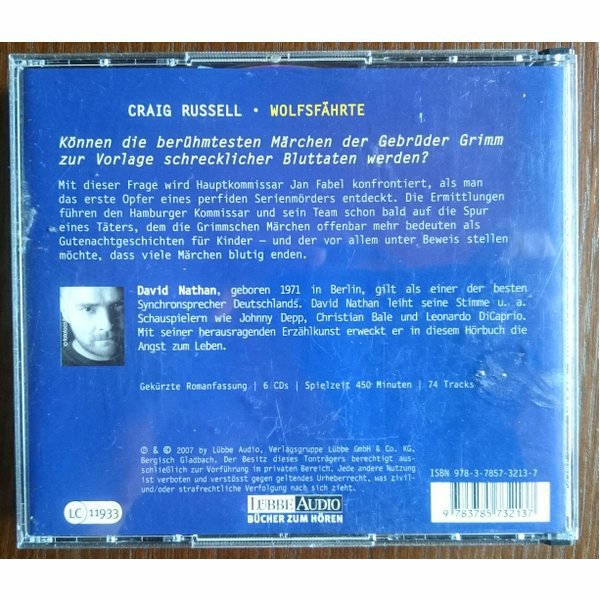 CRAIG RUSSELL • WOLFSFÄHRTE
Können die berühmtesten Märchen der Gebrüder Grimm
zur Vorlage schrecklicher Bluttaten werden?
Mit dieser Frage wird Hauptkommissar Jan Fabel konfrontiert, als man
das erste Opfer eines perfiden Serienmörders entdeckt. Die Ermittlungen
führen den Hamburger Kommissar und sein Team schon bald auf die Spur
eines Täters, dem die Grimmschen Märchen offenbar mehr bedeuten als
Gutenachtgeschichten für Kinder – und der vor allem unter Beweis stellen
möchte, dass viele Märchen blutig enden.
David Nathan, geboren 1971 in Berlin, gilt als einer der besten
Synchronsprecher Deutschlands. David Nathan leiht seine Stimme u. a.
Schauspielern wie Johnny Depp, Christian Bale und Leonardo DiCaprio.
Mit seiner herausragenden Erzählkunst erweckt er in diesem Hörbuch die
Angst zum Leben.
Gekürzte Romanfassung | 6 CDs | Spielzeit 450 Minuten | 74 Tracks
℗ & © 2007 by Lübbe Audio, Verlagsgruppe Lübbe GmbH & Co. KG,
Bergisch Gladbach. Der Besitz dieses Tonträgers berechtigt aus-
schließlich zur Vorführung im privaten Bereich. Jede andere Nutzung
ist verboten und verstösst gegen geltendes Urheberrecht, was zivil-
und/oder strafrechtliche Verfolgung nach sich zieht.
ISBN 978-3-7857-3213-7
LC 11933
LÜBBE AUDIO
BÜCHER ZUM HÖREN
9 783785 732137